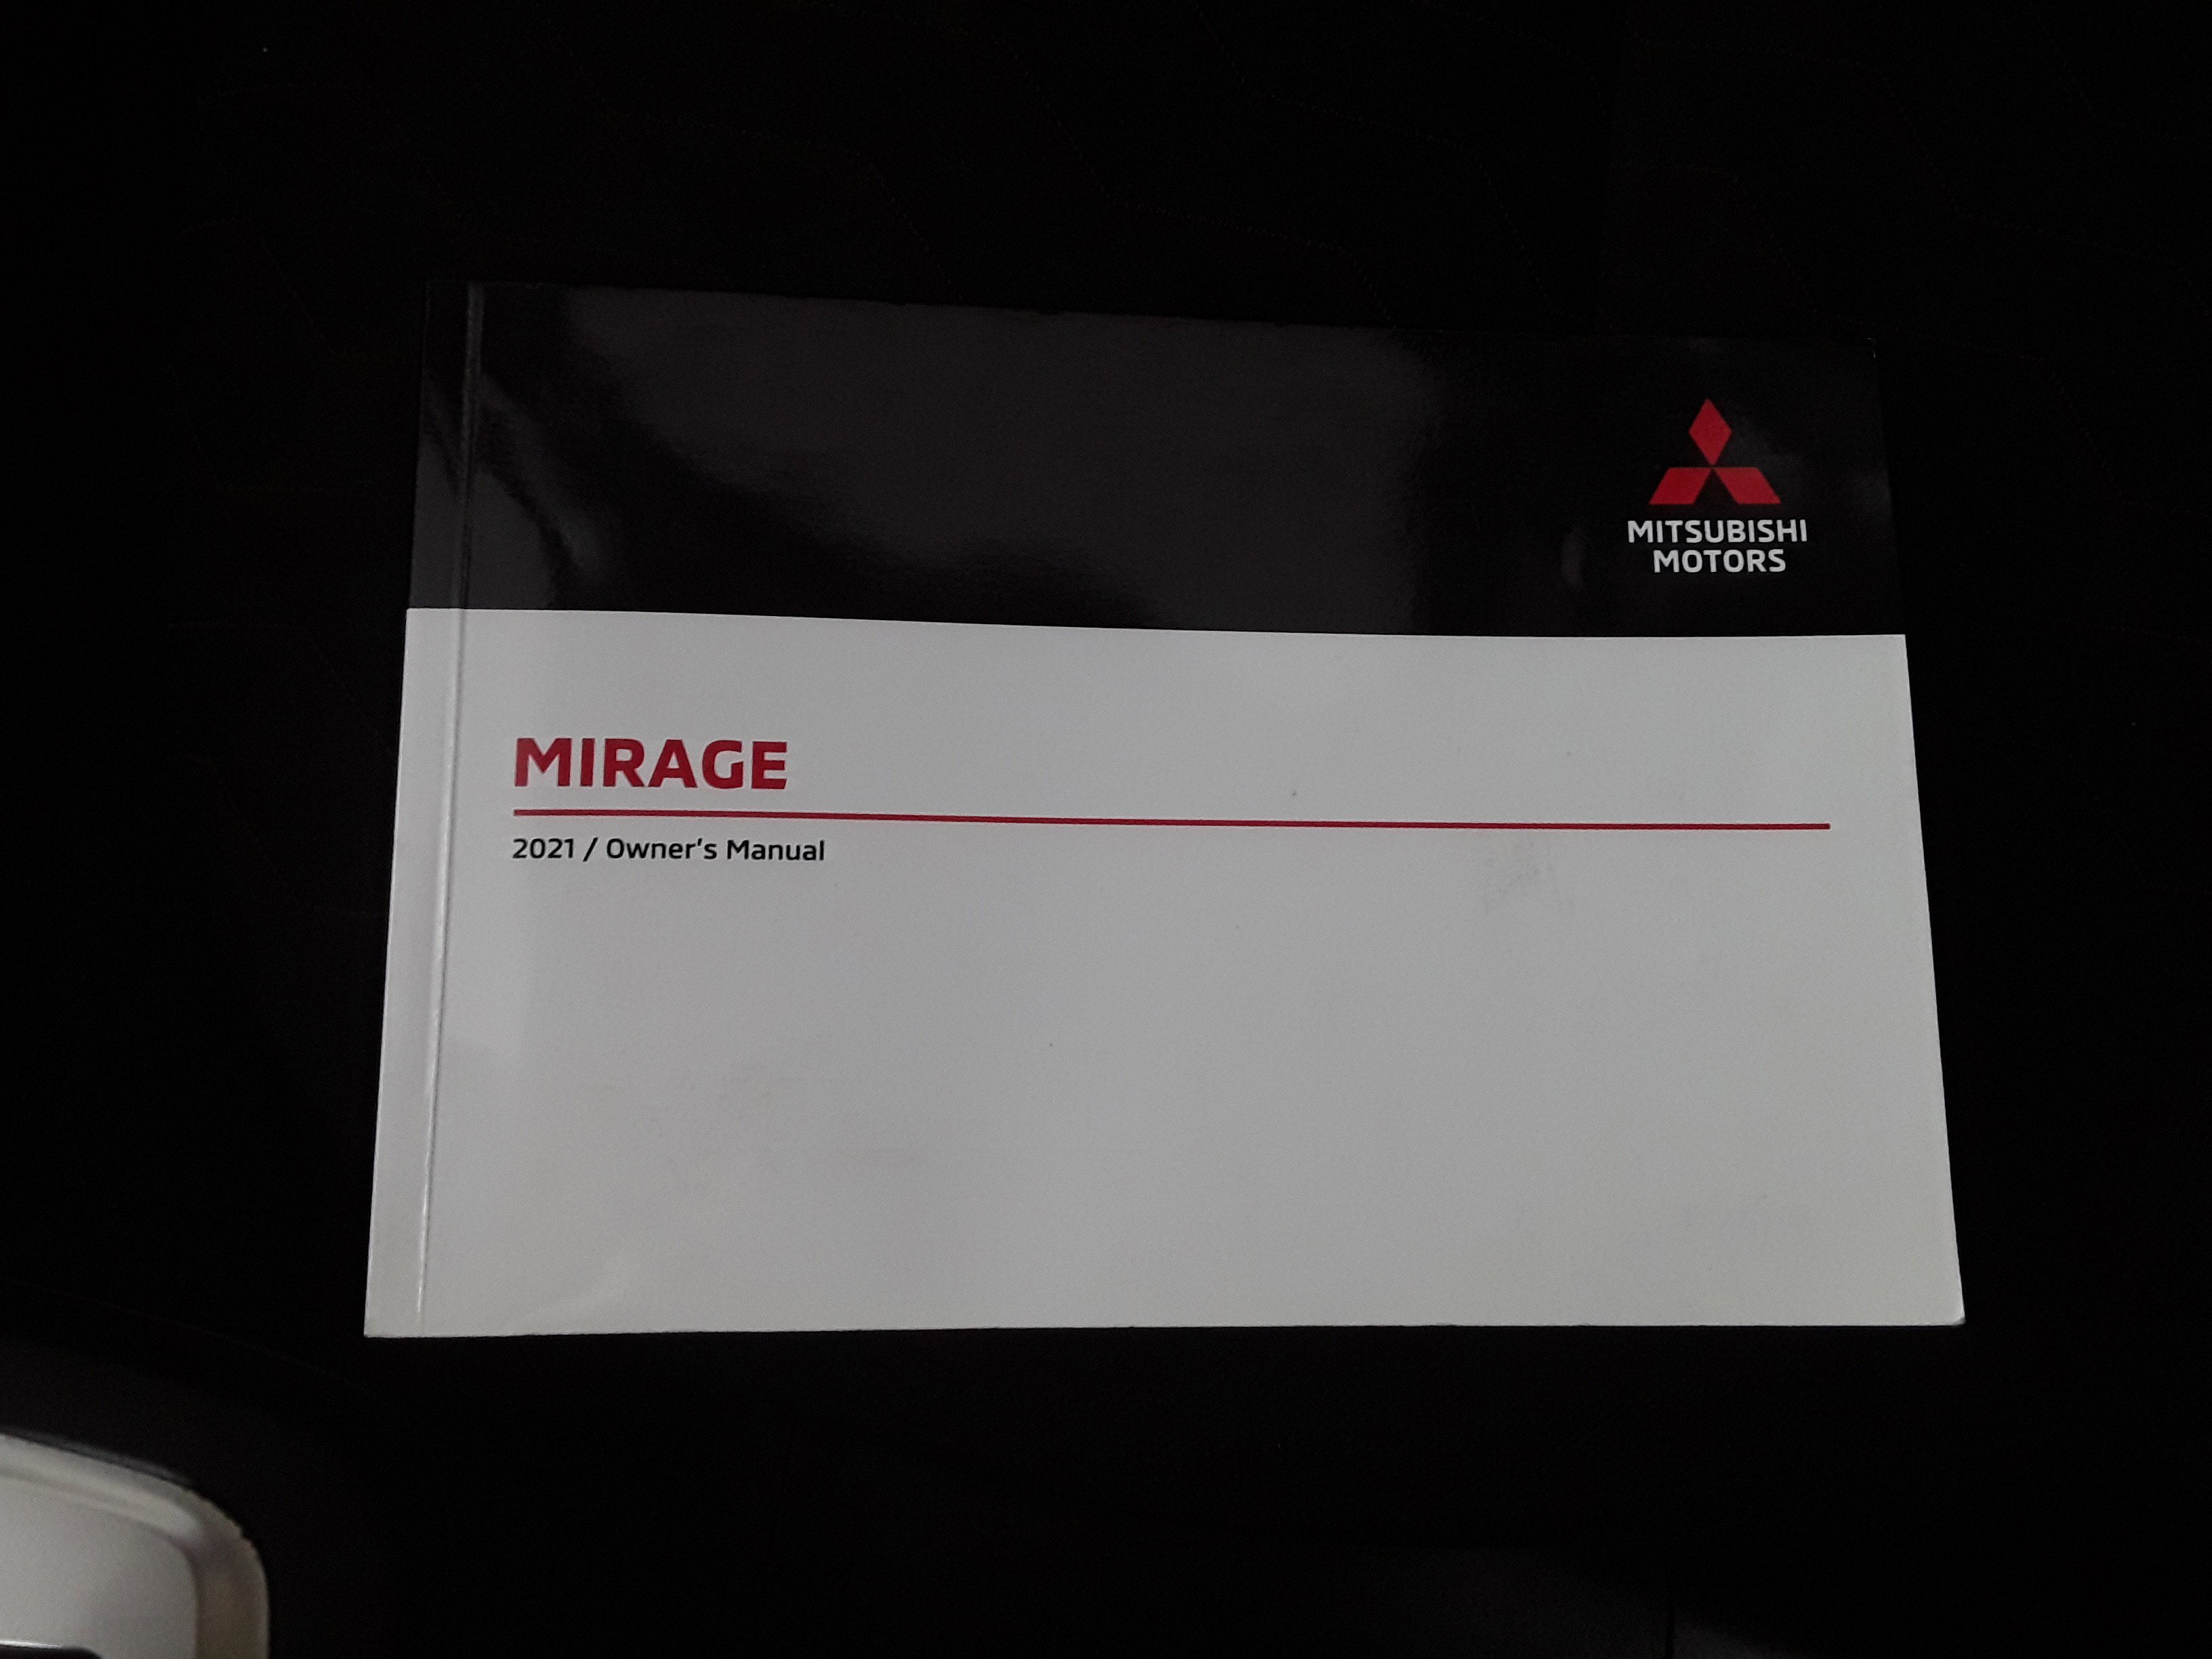 MITSUBISHI
MOTORS
MIRAGE
2021 / Owner's Manual